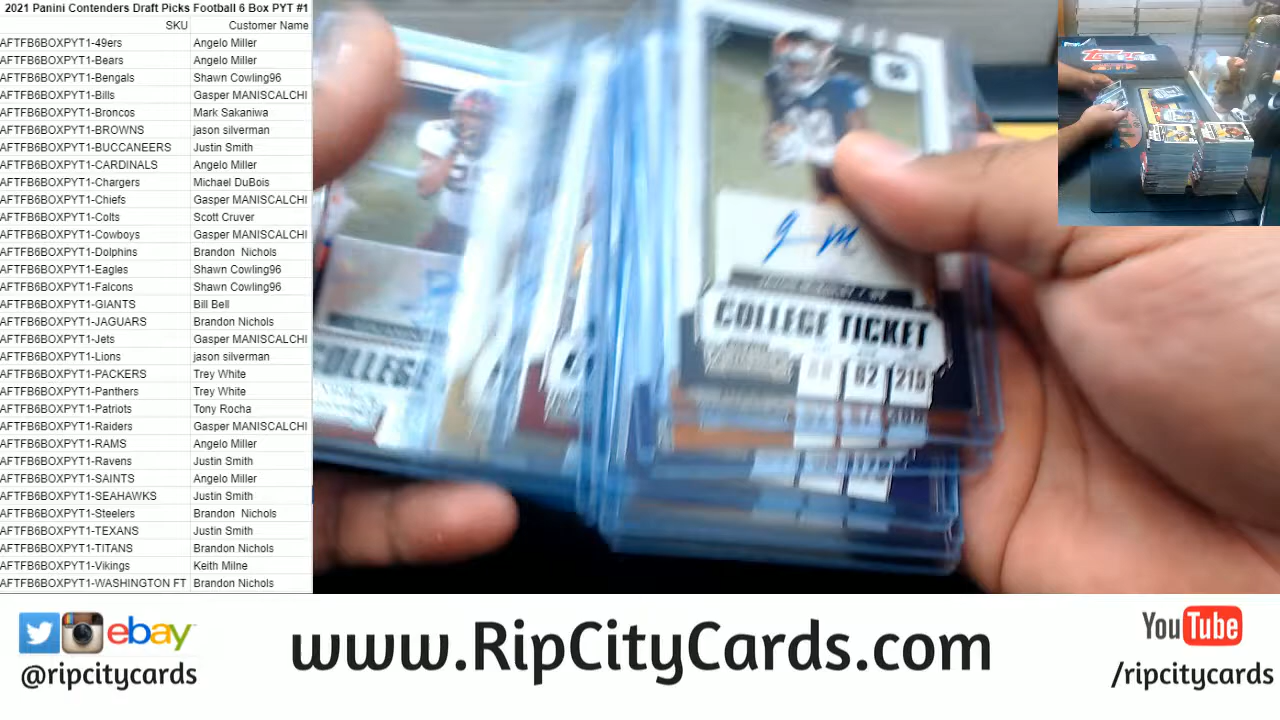 2021 Panini Contenders Draft Picks Football 6 Box PYT #1
SKU Customer Name
AFTFB6BOXPYT1-49ers Angelo Miller
AFTFB6BOXPYT1-Bears Angelo Miller
AFTFB6BOXPYT1-Bengals Shawn Cowling96
AFTFB6BOXPYT1-Bills Gasper MANISCALCHI
AFTFB6BOXPYT1-Broncos Mark Sakaniwa
AFTFB6BOXPYT1-BROWNS jason silverman
AFTFB6BOXPYT1-BUCCANEERS Justin Smith
AFTFB6BOXPYT1-CARDINALS Angelo Miller
AFTFB6BOXPYT1-Chargers Michael DuBois
AFTFB6BOXPYT1-Chiefs Gasper MANISCALCHI
AFTFB6BOXPYT1-Colts Scott Cruver
AFTFB6BOXPYT1-Cowboys Gasper MANISCALCHI
AFTFB6BOXPYT1-Dolphins Brandon Nichols
AFTFB6BOXPYT1-Eagles Shawn Cowling96
AFTFB6BOXPYT1-Falcons Shawn Cowling96
AFTFB6BOXPYT1-GIANTS Bill Bell
AFTFB6BOXPYT1-JAGUARS Brandon Nichols
AFTFB6BOXPYT1-Jets Gasper MANISCALCHI
AFTFB6BOXPYT1-Lions jason silverman
AFTFB6BOXPYT1-PACKERS Trey White
AFTFB6BOXPYT1-Panthers Trey White
AFTFB6BOXPYT1-Patriots Tony Rocha
AFTFB6BOXPYT1-Raiders Gasper MANISCALCHI
AFTFB6BOXPYT1-RAMS Angelo Miller
AFTFB6BOXPYT1-Ravens Justin Smith
AFTFB6BOXPYT1-SAINTS Angelo Miller
AFTFB6BOXPYT1-SEAHAWKS Justin Smith
AFTFB6BOXPYT1-Steelers Brandon Nichols
AFTFB6BOXPYT1-TEXANS Justin Smith
AFTFB6BOXPYT1-TITANS Brandon Nichols
AFTFB6BOXPYT1-Vikings Keith Milne
AFTFB6BOXPYT1-WASHINGTON FT Brandon Nichols
COLLEGE TICKET
62 215
COLLEGE
ebay
@ripcitycards
www.RipCityCards.com
YouTube
/ripcitycards